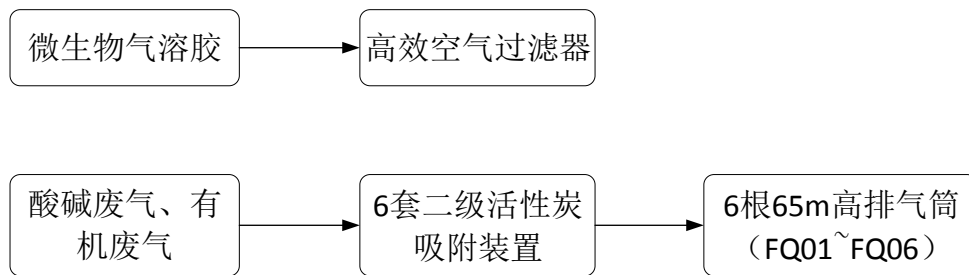 微生物气溶胶
高效空气过滤器
酸碱废气、有
机废气
6套二级活性炭
吸附装置
6根65m高排气筒
（FQ01~FQ06）